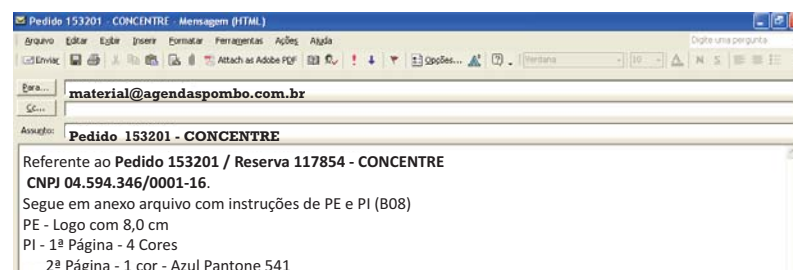 Pedido 153201 - CONCENTRE - Mensagem (HTML)
Arquivo Editar Exibir Inserir Formatar Ferramentas Ações Ajuda Digite uma pergunta
Enviar Attach as Adobe PDF Opções... Verdana 10 N S
Para... material@agendaspombo.com.br
Cc...
Assunto: Pedido 153201 - CONCENTRE
Referente ao Pedido 153201 / Reserva 117854 - CONCENTRE
CNPJ 04.594.346/0001-16.
Segue em anexo arquivo com instruções de PE e PI (B08)
PE - Logo com 8,0 cm
PI - 1ª Página - 4 Cores
2ª Página - 1 cor - Azul Pantone 541